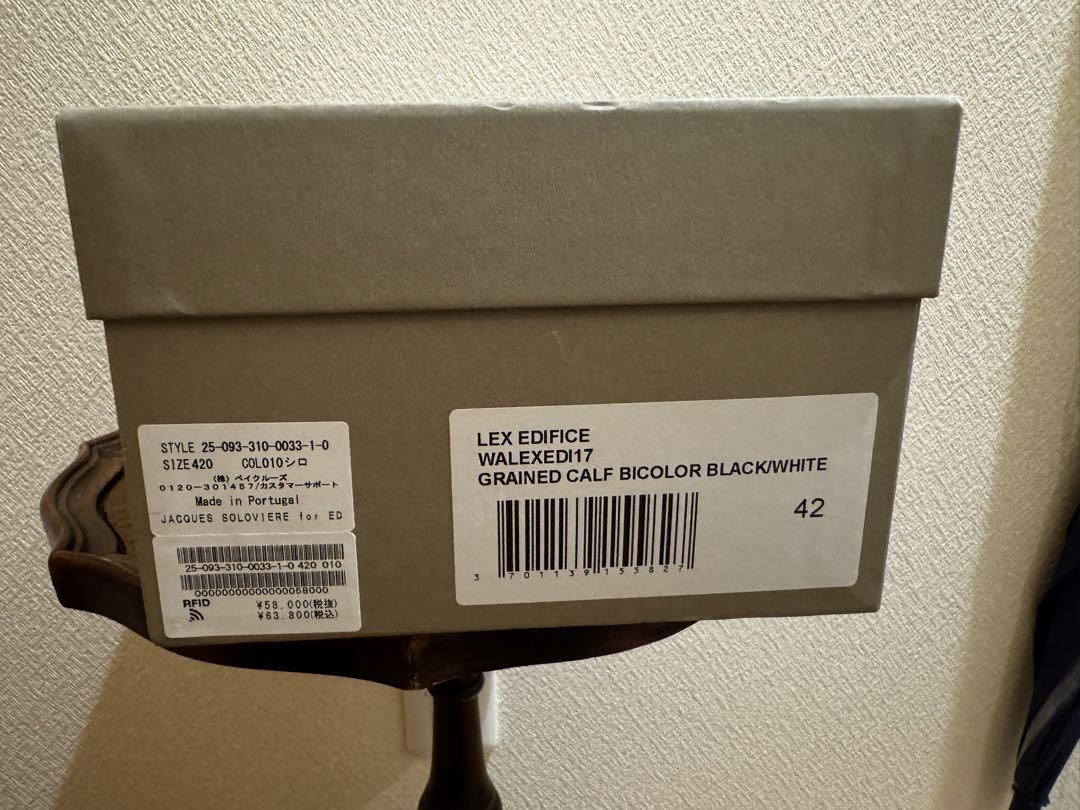 STYLE 25-093-310-0033-1-0
SIZE 420 COL010シロ
(株) ベイクルーズ
0120-301457/カスタマーサポート
Made in Portugal
JACQUES SOLOVIERE for ED
25-093-310-0033-1-0 420 010
00000000000000058000
RFID
¥58,000(税抜)
¥63,800(税込)
LEX EDIFICE
WALEXEDI17
GRAINED CALF BICOLOR BLACK/WHITE
42
3 701139 155827